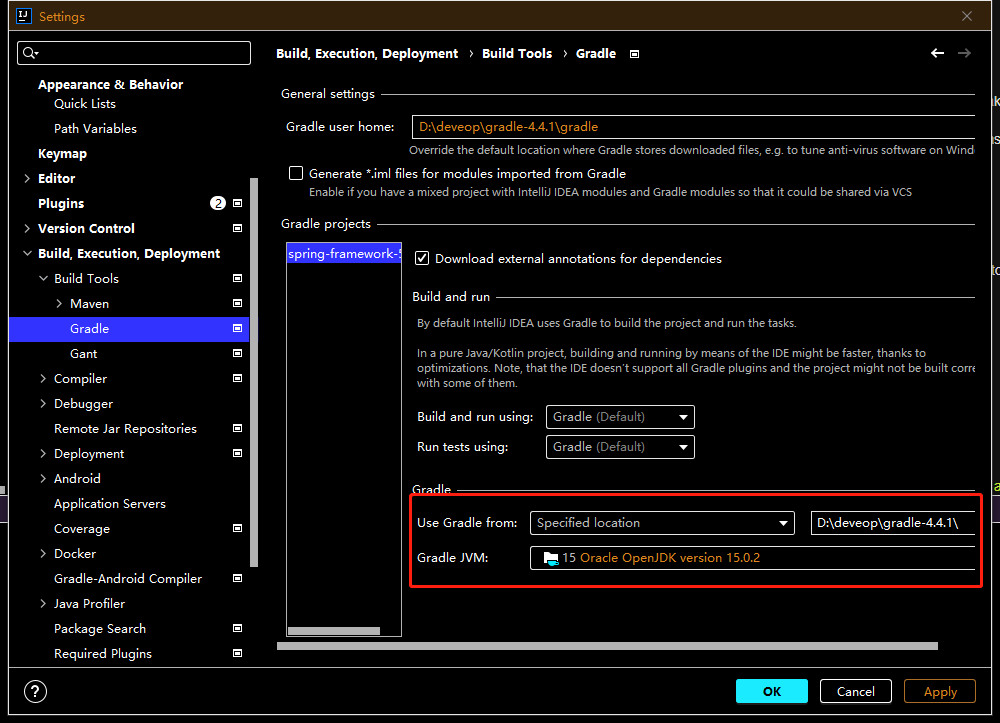 IJ Settings
Build, Execution, Deployment › Build Tools › Gradle
Appearance & Behavior
Quick Lists
Path Variables
Keymap
Editor
Plugins 2
Version Control
Build, Execution, Deployment
Build Tools
Maven
Gradle
Gant
Compiler
Debugger
Remote Jar Repositories
Deployment
Android
Application Servers
Coverage
Docker
Gradle-Android Compiler
Java Profiler
Package Search
Required Plugins
General settings
Gradle user home: D:\deveop\gradle-4.4.1\gradle
Override the default location where Gradle stores downloaded files, e.g. to tune anti-virus software on Wind
Generate *.iml files for modules imported from Gradle
Enable if you have a mixed project with IntelliJ IDEA modules and Gradle modules so that it could be shared via VCS
Gradle projects
spring-framework-5
Download external annotations for dependencies
Build and run
By default IntelliJ IDEA uses Gradle to build the project and run the tasks.
In a pure Java/Kotlin project, building and running by means of the IDE might be faster, thanks to
optimizations. Note, that the IDE doesn't support all Gradle plugins and the project might not be built corre
with some of them.
Build and run using: Gradle (Default)
Run tests using: Gradle (Default)
Gradle
Use Gradle from: Specified location D:\deveop\gradle-4.4.1\
Gradle JVM: 15 Oracle OpenJDK version 15.0.2
?
OK
Cancel
Apply